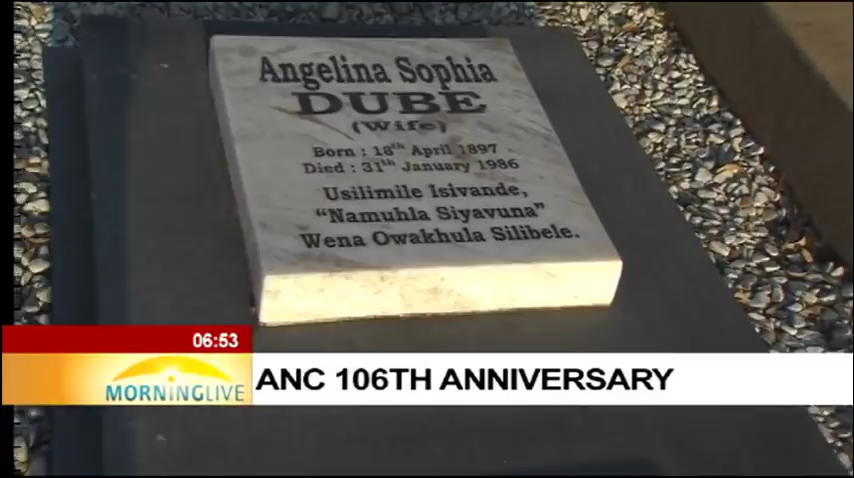 Angelina Sophia
DUBE
(Wife)
Born : 18th April 1897
Died : 31th January 1986
Usilimile Isivande,
"Namuhla Siyavuna"
Wena Owakhula Silibele.
06:53
MORNINGLIVE
ANC 106TH ANNIVERSARY